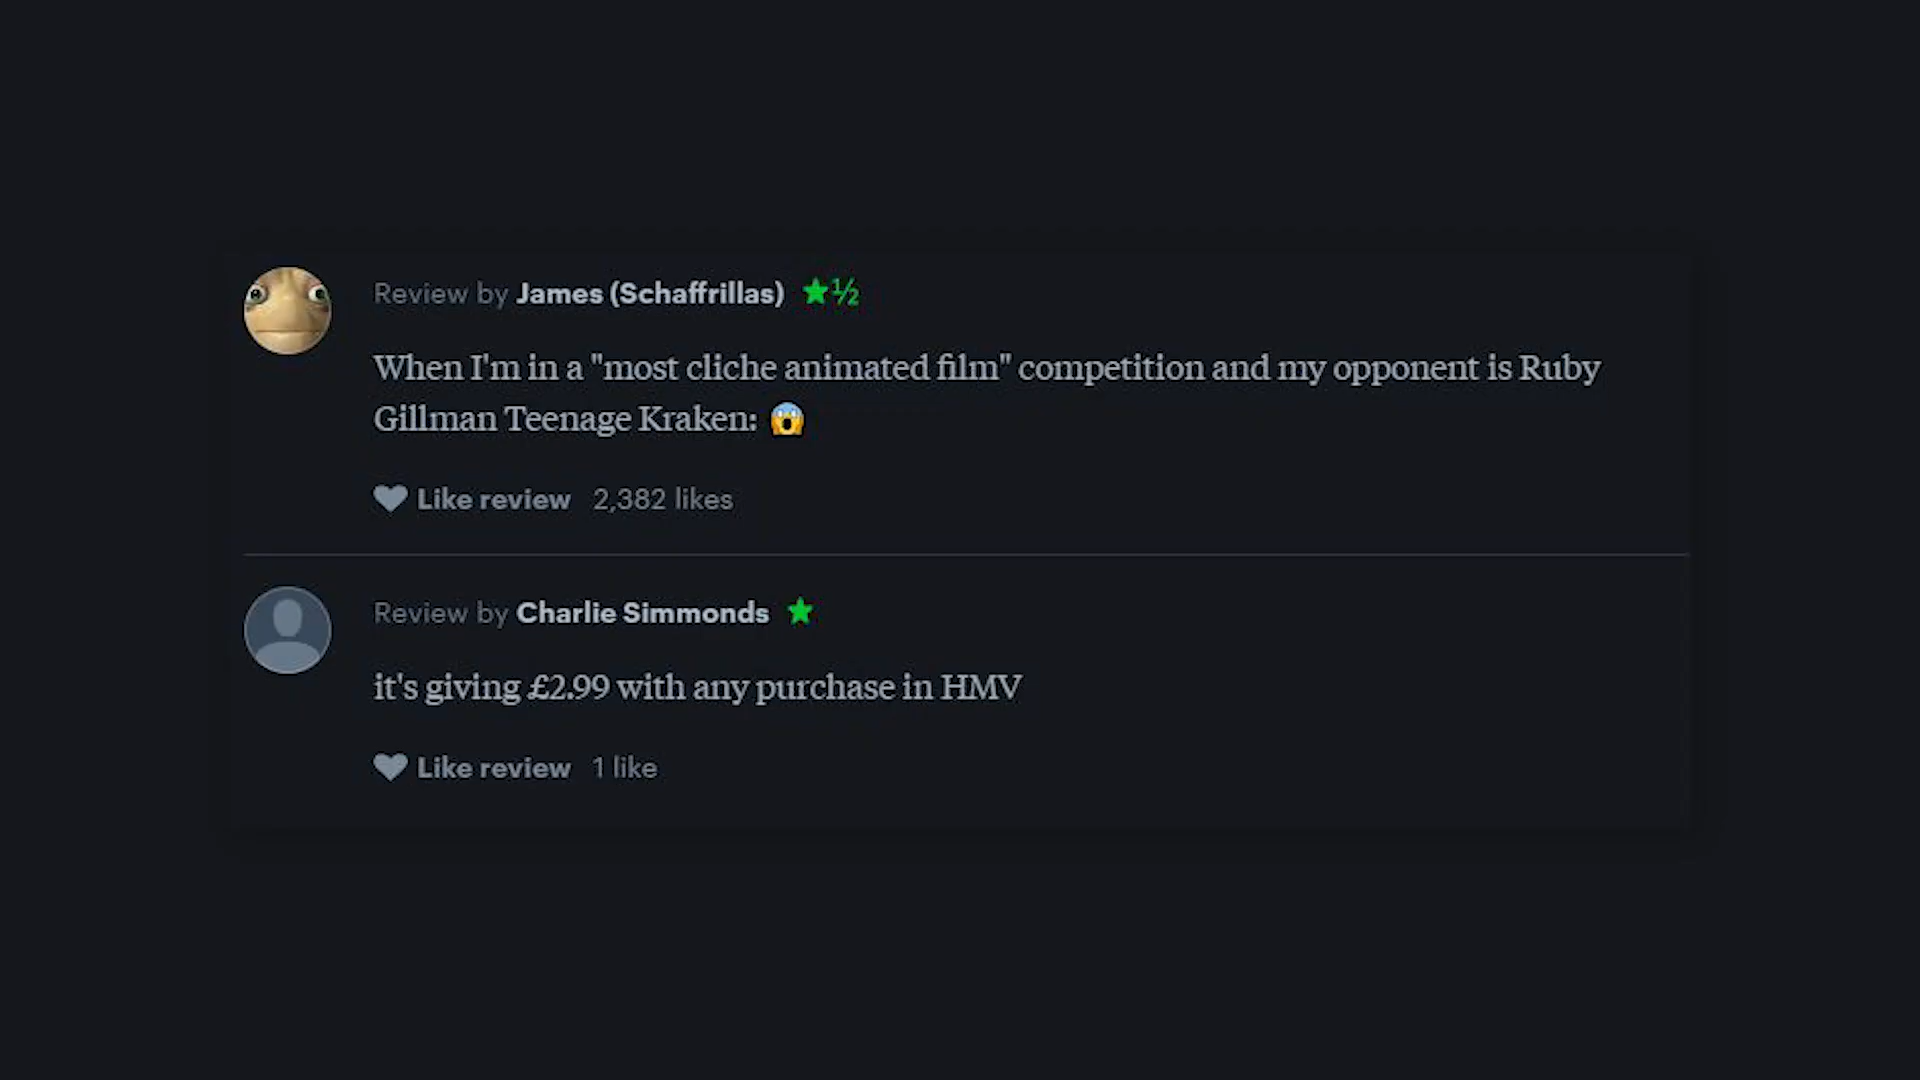 Review by James (Schaffrillas) ★½
When I'm in a "most cliche animated film" competition and my opponent is Ruby
Gillman Teenage Kraken: 😱
Like review 2,382 likes
Review by Charlie Simmonds ★
it's giving £2.99 with any purchase in HMV
Like review 1 like